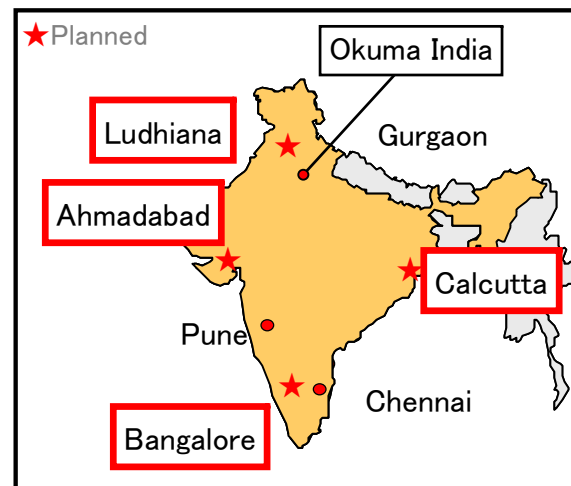 ★Planned
Okuma India
Ludhiana
Gurgaon
Ahmadabad
Calcutta
Pune
Chennai
Bangalore